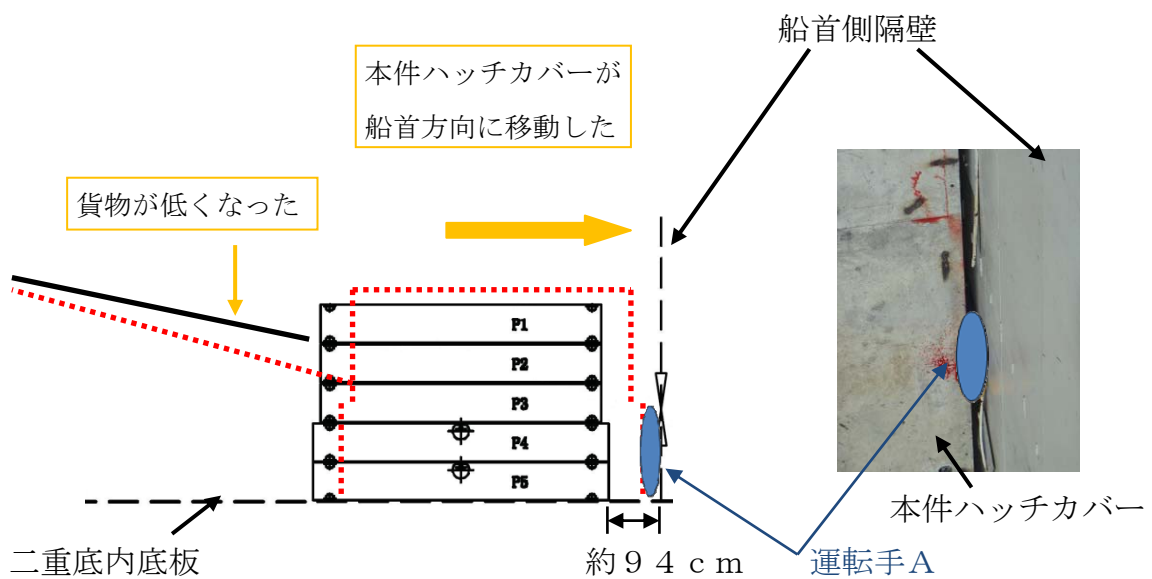 船首側隔壁
本件ハッチカバーが
船首方向に移動した
貨物が低くなった
P1
P2
P3
P4
P5
本件ハッチカバー
二重底内底板
約９４ｃｍ
運転手Ａ